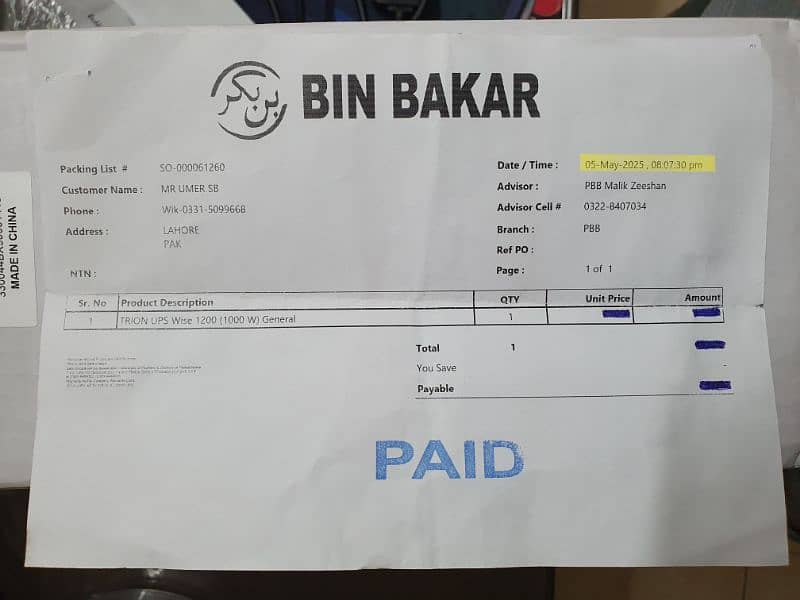 بن بکر
BIN BAKAR
Packing List # SO-000061260
Customer Name : MR UMER SB
Phone : Wik-0331-5099668
Address : LAHORE
PAK
NTN :
Date / Time : 05-May-2025 , 08:07:30 pm
Advisor : PBB Malik Zeeshan
Advisor Cell # 0322-8407034
Branch : PBB
Ref PO :
Page : 1 of 1
Sr. No Product Description QTY Unit Price Amount
1 TRION UPS Wise 1200 (1000 W) General 1
Total 1
You Save -
Payable
PAID
MADE IN CHINA